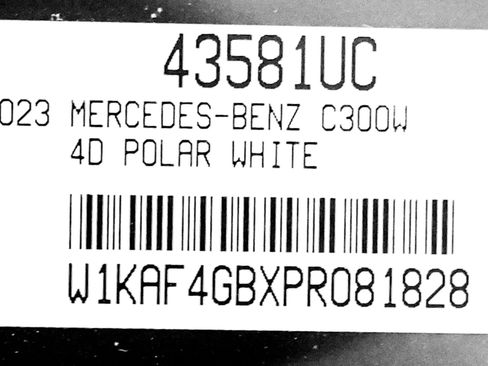 43581UC
023 MERCEDES-BENZ C300W
4D POLAR WHITE
W1KAF4GBXPR081828